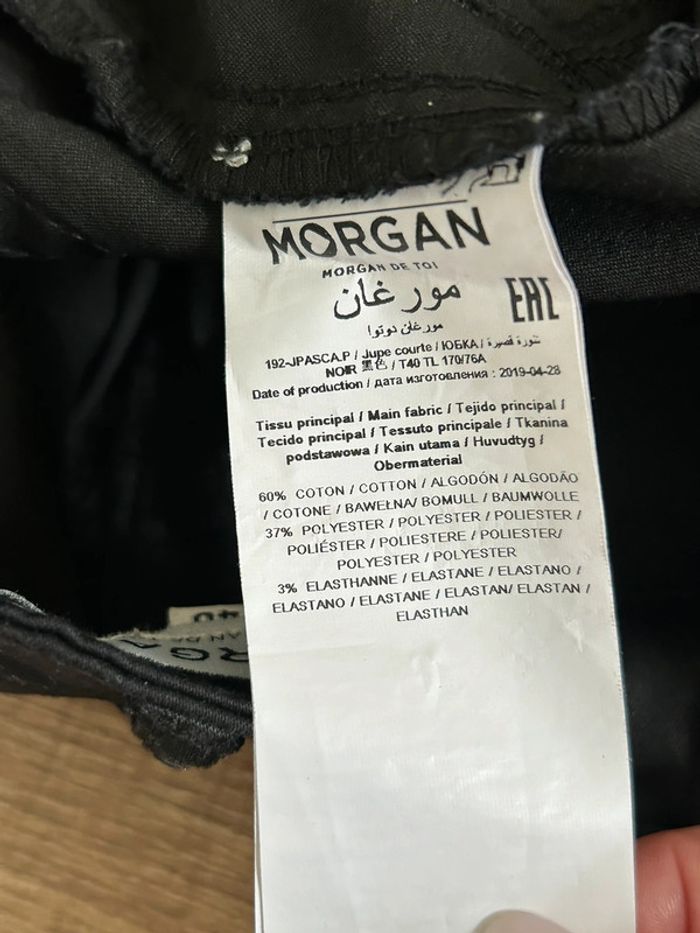 MORGAN
MORGAN DE TOI
مورغان
مورغان دوتوا
EAC
192-JPASCA.P / Jupe courte / ЮБКА / تنورة قصيرة
NOIR 黑色 / T40 TL 170/76A
Date of production / дата изготовления : 2019-04-28
Tissu principal / Main fabric / Tejido principal /
Tecido principal / Tessuto principale / Tkanina
podstawowa / Kain utama / Huvudtyg /
Obermaterial
60% COTON / COTTON / ALGODÓN / ALGODÃO
/ COTONE / BAWEŁNA/ BOMULL / BAUMWOLLE
37% POLYESTER / POLYESTER / POLIESTER /
POLIÉSTER / POLIESTERE / POLIESTER/
POLYESTER / POLYESTER
3% ELASTHANNE / ELASTANE / ELASTANO /
ELASTANO / ELASTANE / ELASTAN/ ELASTAN /
ELASTHAN
40